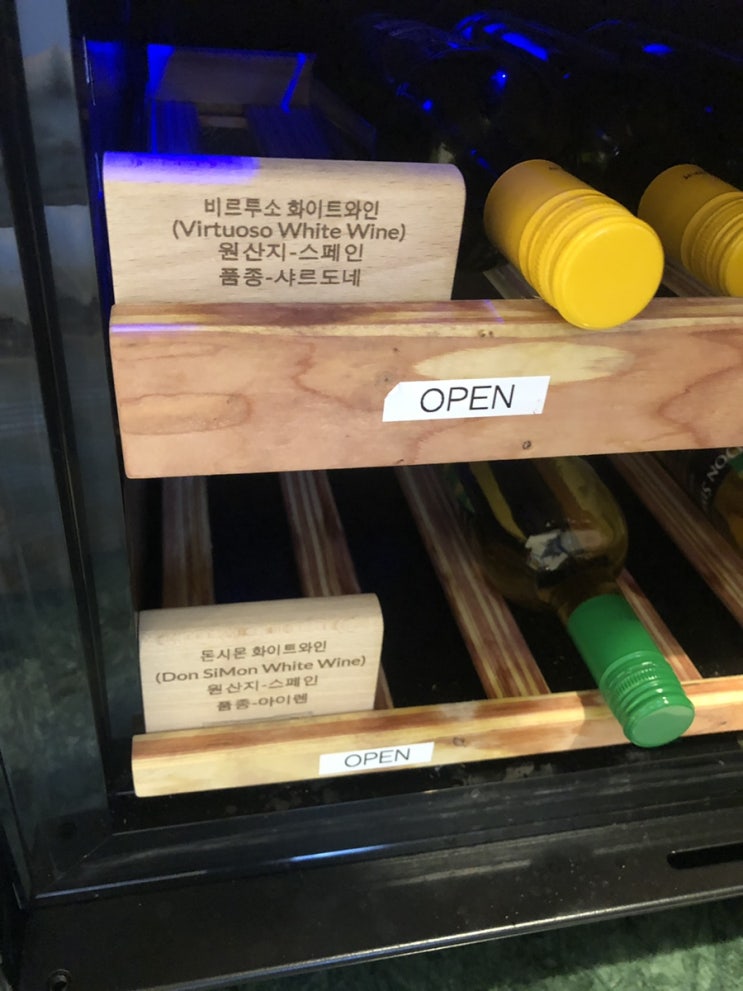 비르투소 화이트와인
(Virtuoso White Wine)
원산지-스페인
품종-샤르도네
OPEN
돈시몬 화이트와인
(Don SiMon White Wine)
원산지-스페인
품종-아이렌
OPEN